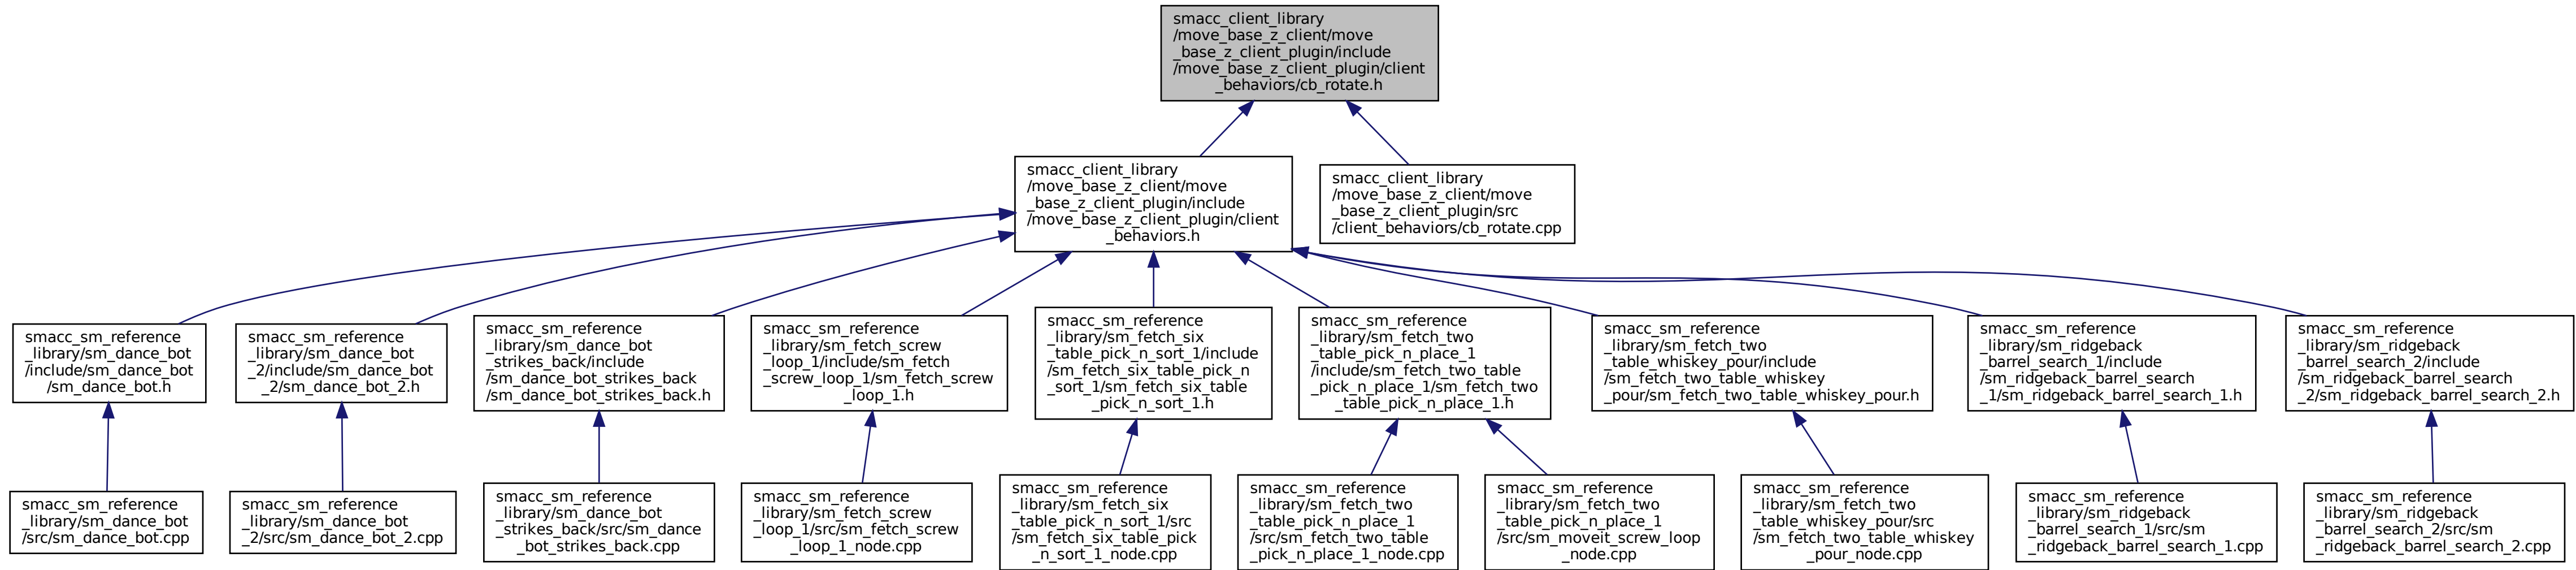 smacc_client_library
/move_base_z_client/move
_base_z_client_plugin/include
/move_base_z_client_plugin/client
_behaviors/cb_rotate.h
smacc_client_library
/move_base_z_client/move
_base_z_client_plugin/include
/move_base_z_client_plugin/client
_behaviors.h
smacc_client_library
/move_base_z_client/move
_base_z_client_plugin/src
/client_behaviors/cb_rotate.cpp
smacc_sm_reference
_library/sm_dance_bot
/include/sm_dance_bot
/sm_dance_bot.h
smacc_sm_reference
_library/sm_dance_bot
_2/include/sm_dance_bot
_2/sm_dance_bot_2.h
smacc_sm_reference
_library/sm_dance_bot
_strikes_back/include
/sm_dance_bot_strikes_back
/sm_dance_bot_strikes_back.h
smacc_sm_reference
_library/sm_fetch_screw
_loop_1/include/sm_fetch
_screw_loop_1/sm_fetch_screw
_loop_1.h
smacc_sm_reference
_library/sm_fetch_six
_table_pick_n_sort_1/include
/sm_fetch_six_table_pick_n
_sort_1/sm_fetch_six_table
_pick_n_sort_1.h
smacc_sm_reference
_library/sm_fetch_two
_table_pick_n_place_1
/include/sm_fetch_two_table
_pick_n_place_1/sm_fetch_two
_table_pick_n_place_1.h
smacc_sm_reference
_library/sm_fetch_two
_table_whiskey_pour/include
/sm_fetch_two_table_whiskey
_pour/sm_fetch_two_table_whiskey_pour.h
smacc_sm_reference
_library/sm_ridgeback
_barrel_search_1/include
/sm_ridgeback_barrel_search
_1/sm_ridgeback_barrel_search_1.h
smacc_sm_reference
_library/sm_ridgeback
_barrel_search_2/include
/sm_ridgeback_barrel_search
_2/sm_ridgeback_barrel_search_2.h
smacc_sm_reference
_library/sm_dance_bot
/src/sm_dance_bot.cpp
smacc_sm_reference
_library/sm_dance_bot
_2/src/sm_dance_bot_2.cpp
smacc_sm_reference
_library/sm_dance_bot
_strikes_back/src/sm_dance
_bot_strikes_back.cpp
smacc_sm_reference
_library/sm_fetch_screw
_loop_1/src/sm_fetch_screw
_loop_1_node.cpp
smacc_sm_reference
_library/sm_fetch_six
_table_pick_n_sort_1/src
/sm_fetch_six_table_pick
_n_sort_1_node.cpp
smacc_sm_reference
_library/sm_fetch_two
_table_pick_n_place_1
/src/sm_fetch_two_table
_pick_n_place_1_node.cpp
smacc_sm_reference
_library/sm_fetch_two
_table_pick_n_place_1
/src/sm_moveit_screw_loop
_node.cpp
smacc_sm_reference
_library/sm_fetch_two
_table_whiskey_pour/src
/sm_fetch_two_table_whiskey
_pour_node.cpp
smacc_sm_reference
_library/sm_ridgeback
_barrel_search_1/src/sm
_ridgeback_barrel_search_1.cpp
smacc_sm_reference
_library/sm_ridgeback
_barrel_search_2/src/sm
_ridgeback_barrel_search_2.cpp